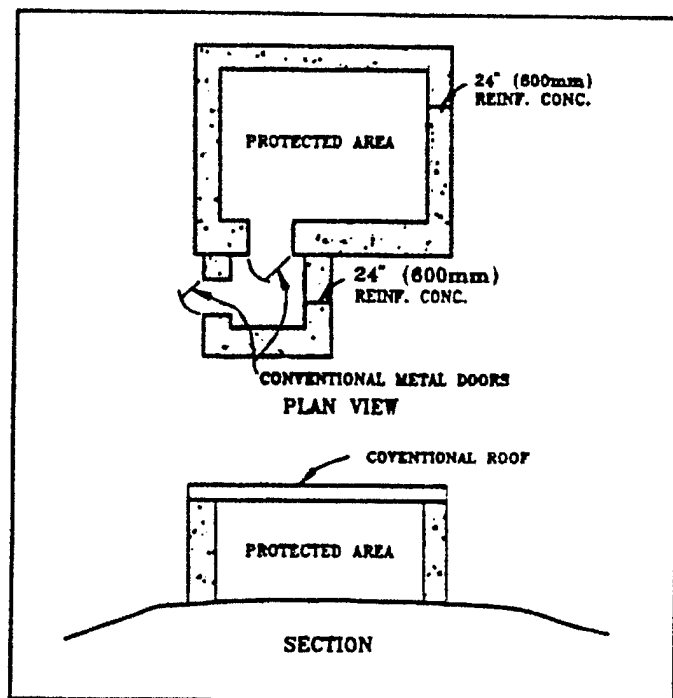 24" (600mm)
REINF. CONC.
PROTECTED AREA
24" (600mm)
REINF. CONC.
CONVENTIONAL METAL DOORS
PLAN VIEW
COVENTIONAL ROOF
PROTECTED AREA
SECTION